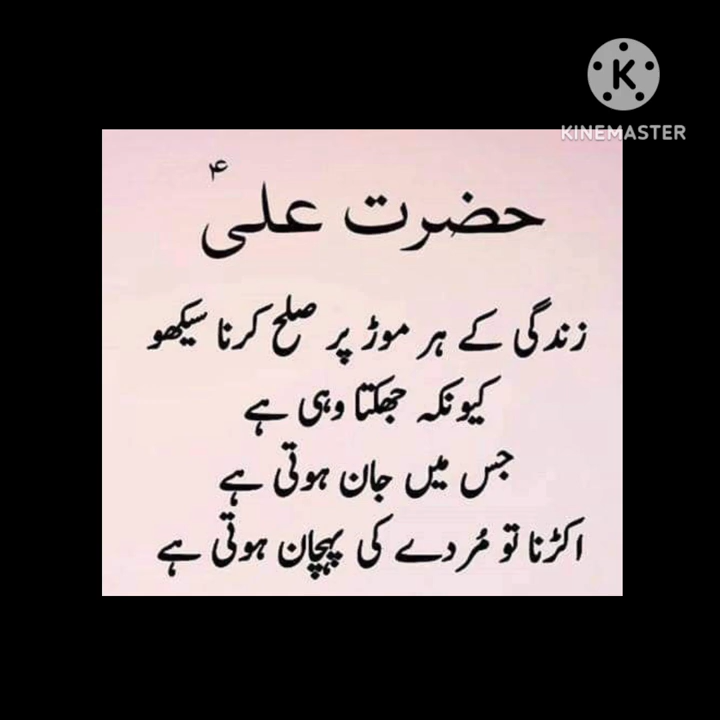 KINEMASTER
حضرت علیؑ
زندگی کے ہر موڑ پر صلح کرنا سیکھو
کیونکہ جھکتا وہی ہے
جس میں جان ہوتی ہے
اکڑنا تو مُردے کی پہچان ہوتی ہے